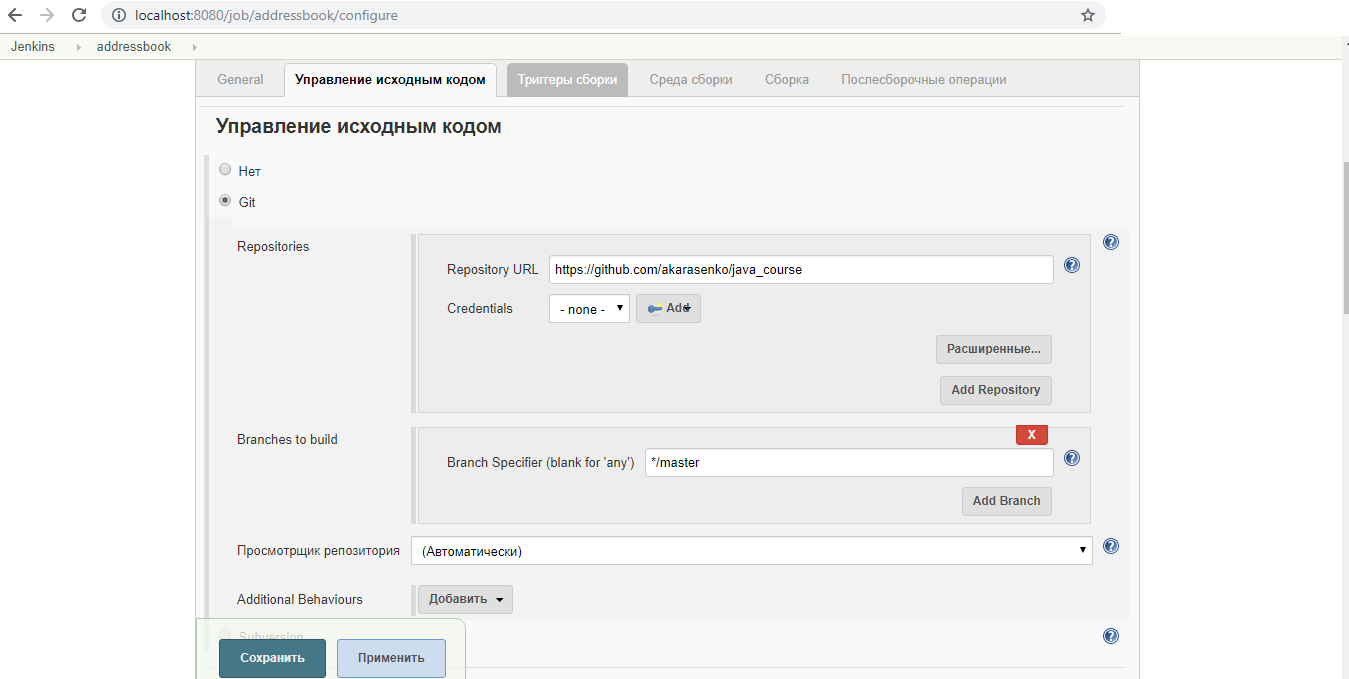 localhost:8080/job/addressbook/configure
Jenkins addressbook
General Управление исходным кодом Триггеры сборки Среда сборки Сборка Послесборочные операции
Управление исходным кодом
Нет
Git
Repositories
Repository URL https://github.com/akarasenko/java_course
Credentials - none - Add
Расширенные...
Add Repository
Branches to build
X
Branch Specifier (blank for 'any') */master
Add Branch
Просмотрщик репозитория (Автоматически)
Additional Behaviours Добавить
Subversion
Сохранить Применить